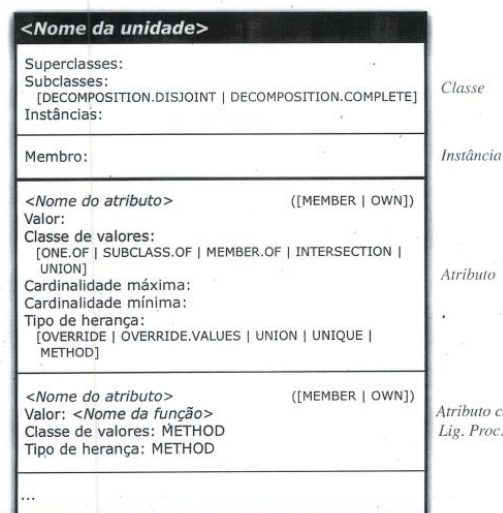 <Nome da unidade>
Superclasses:
Subclasses:
[DECOMPOSITION.DISJOINT | DECOMPOSITION.COMPLETE]
Instâncias:
Classe
Membro:
Instância
<Nome do atributo> ([MEMBER | OWN])
Valor:
Classe de valores:
[ONE.OF | SUBCLASS.OF | MEMBER.OF | INTERSECTION |
UNION]
Cardinalidade máxima:
Cardinalidade mínima:
Tipo de herança:
[OVERRIDE | OVERRIDE.VALUES | UNION | UNIQUE |
METHOD]
Atributo
<Nome do atributo> ([MEMBER | OWN])
Valor: <Nome da função>
Classe de valores: METHOD
Tipo de herança: METHOD
Atributo c
Lig. Proc.
...